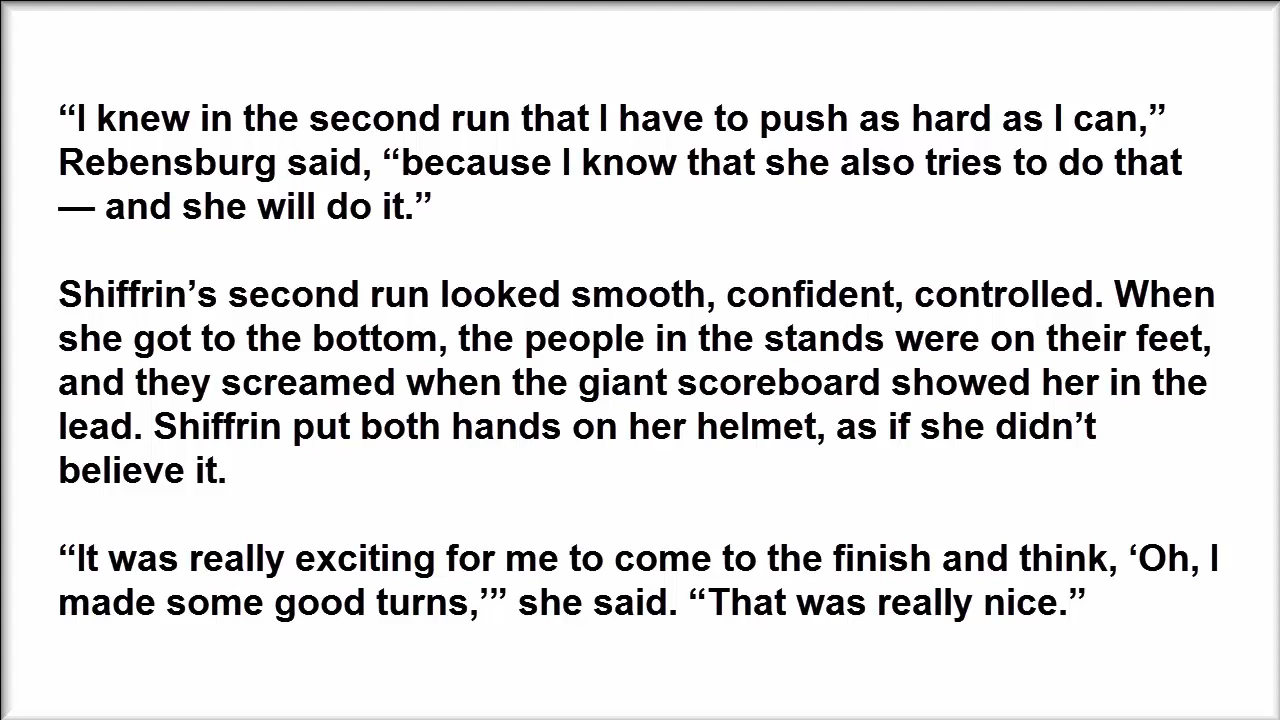 “I knew in the second run that I have to push as hard as I can,”
Rebensburg said, “because I know that she also tries to do that
— and she will do it.”
Shiffrin’s second run looked smooth, confident, controlled. When
she got to the bottom, the people in the stands were on their feet,
and they screamed when the giant scoreboard showed her in the
lead. Shiffrin put both hands on her helmet, as if she didn’t
believe it.
“It was really exciting for me to come to the finish and think, ‘Oh, I
made some good turns,’” she said. “That was really nice.”